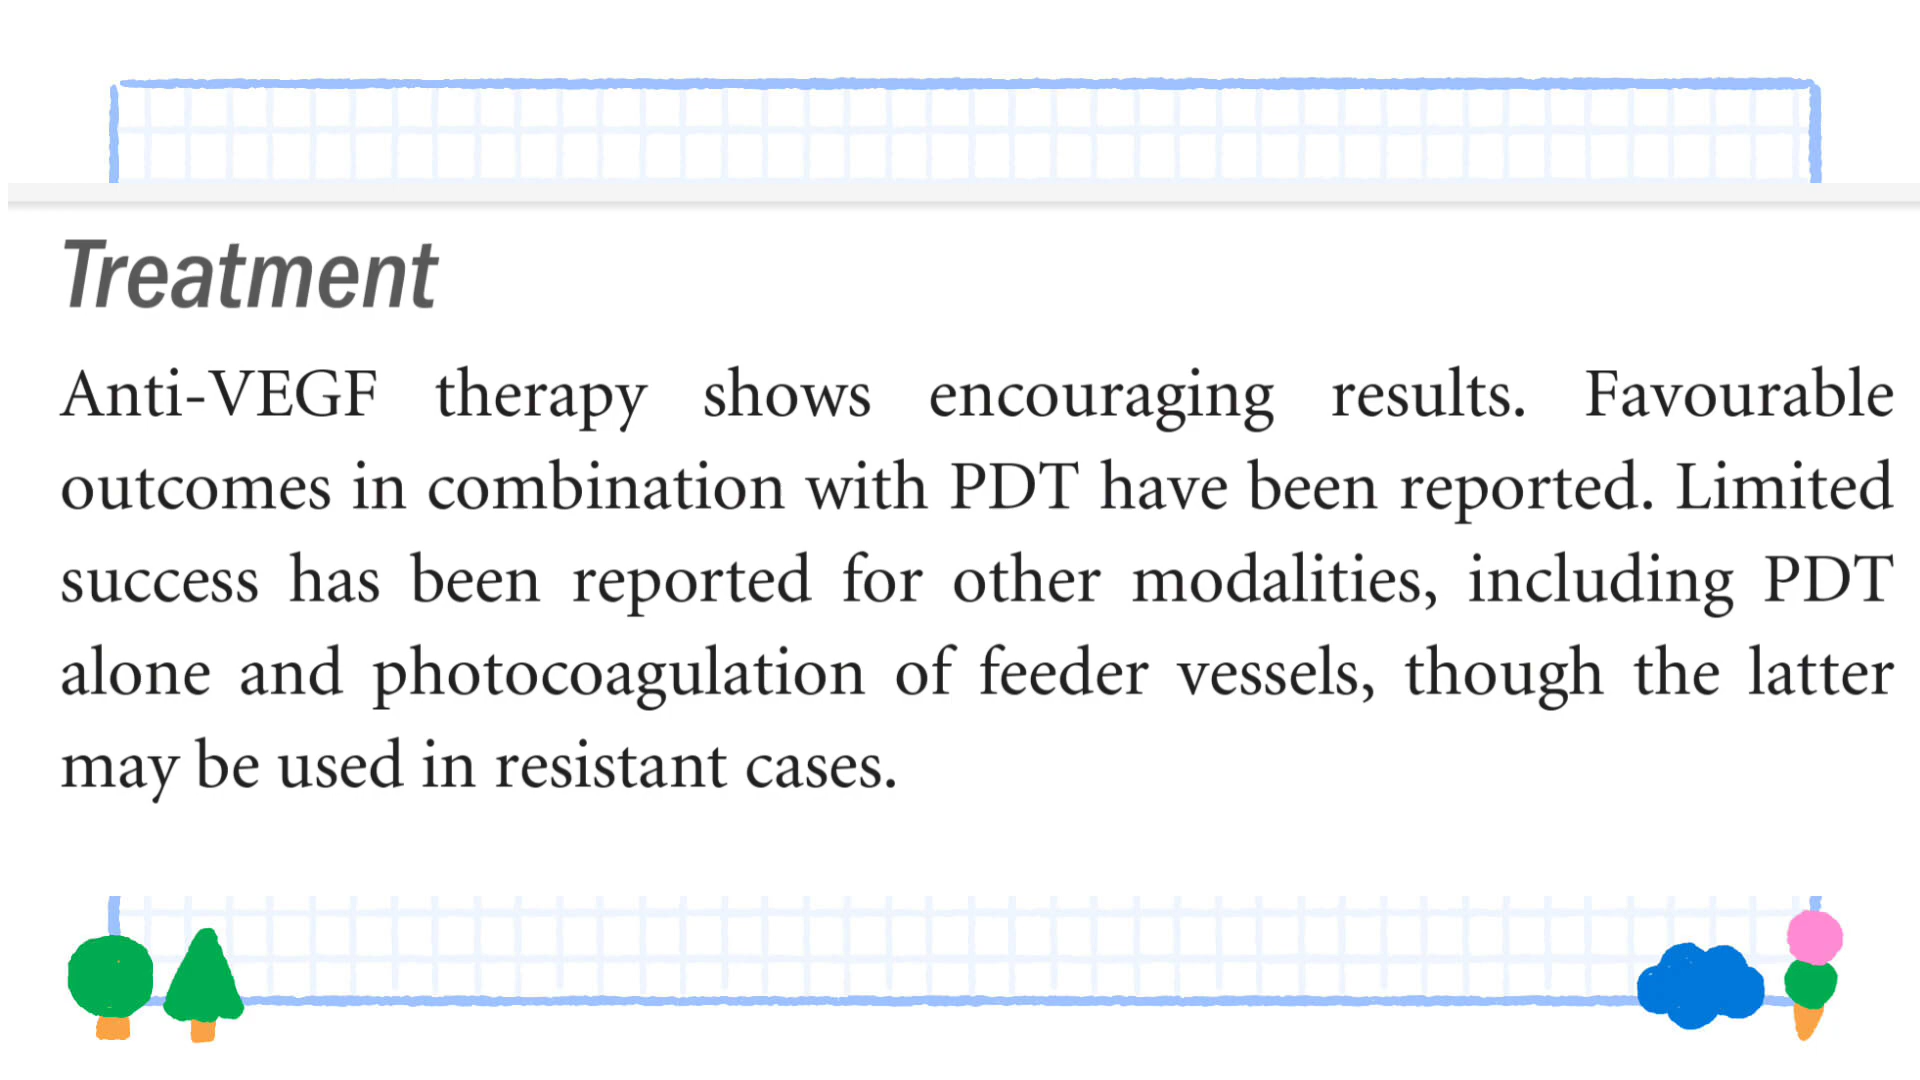 Treatment
Anti-VEGF therapy shows encouraging results. Favourable
outcomes in combination with PDT have been reported. Limited
success has been reported for other modalities, including PDT
alone and photocoagulation of feeder vessels, though the latter
may be used in resistant cases.